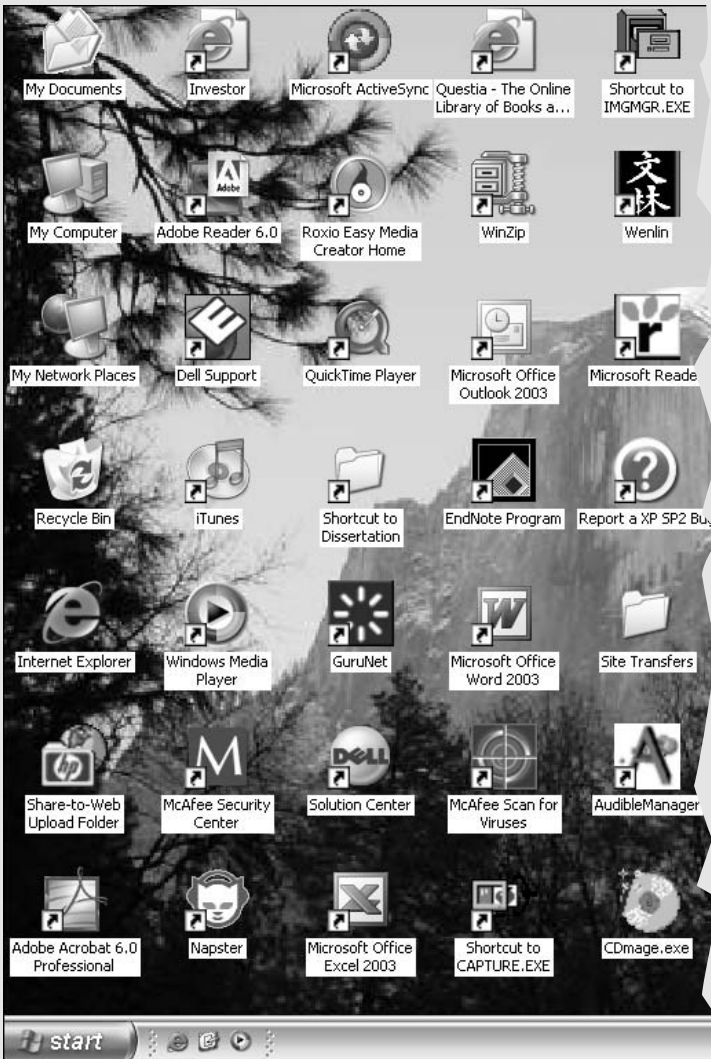 My Documents
Investor
Microsoft ActiveSync
Questia - The Online
Library of Books a...
Shortcut to
IMGMGR.EXE
My Computer
Adobe
Adobe Reader 6.0
Roxio Easy Media
Creator Home
WinZip
文
林
Wenlin
My Network Places
Dell Support
QuickTime Player
Microsoft Office
Outlook 2003
r
Microsoft Reade
Recycle Bin
iTunes
Shortcut to
Dissertation
EndNote Program
?
Report a XP SP2 Bug
Internet Explorer
Windows Media
Player
GuruNet
W
Microsoft Office
Word 2003
Site Transfers
hp
Share-to-Web
Upload Folder
M
McAfee Security
Center
DELL
Solution Center
McAfee Scan for
Viruses
A
AudibleManager
Adobe Acrobat 6.0
Professional
Napster
X
Microsoft Office
Excel 2003
Shortcut to
CAPTURE.EXE
CDmage.exe
start